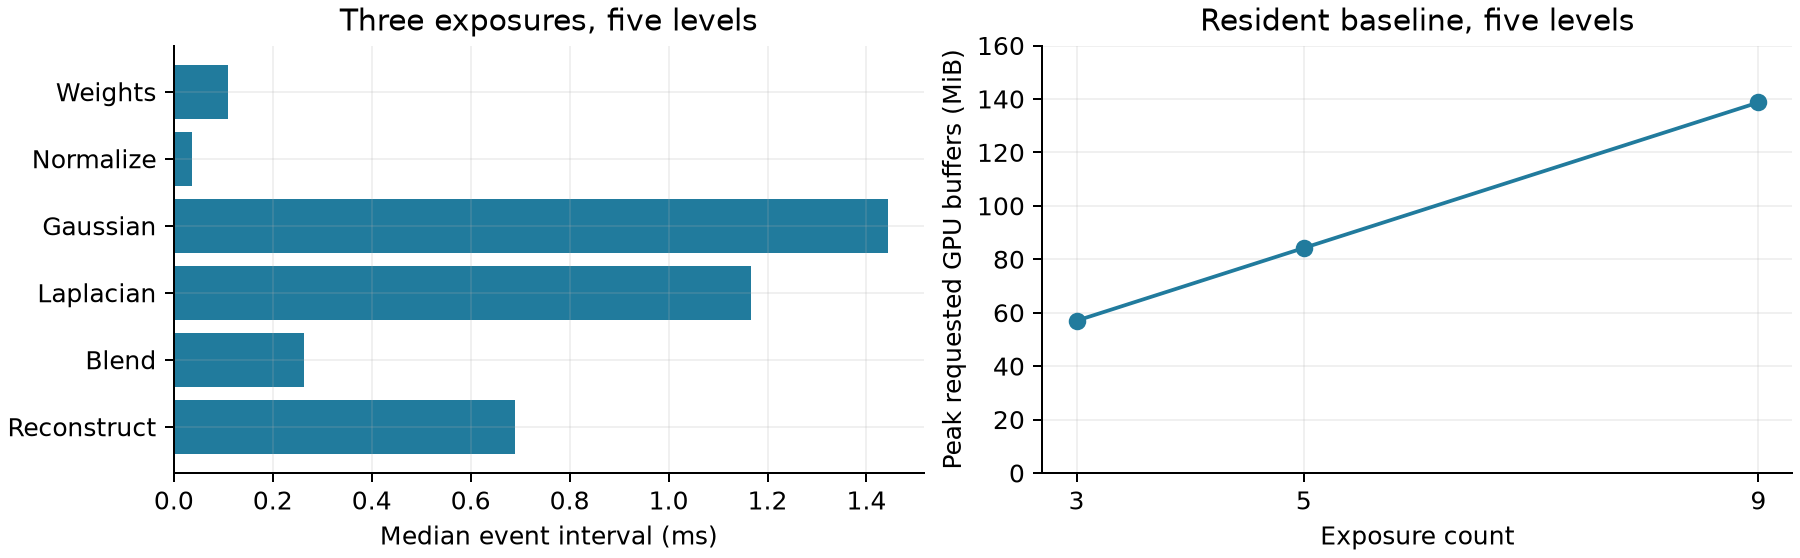 Three exposures, five levels
Weights
Normalize
Gaussian
Laplacian
Blend
Reconstruct
0.0 0.2 0.4 0.6 0.8 1.0 1.2 1.4
Median event interval (ms)
Resident baseline, five levels
Peak requested GPU buffers (MiB)
160
140
120
100
80
60
40
20
0
3 5 9
Exposure count